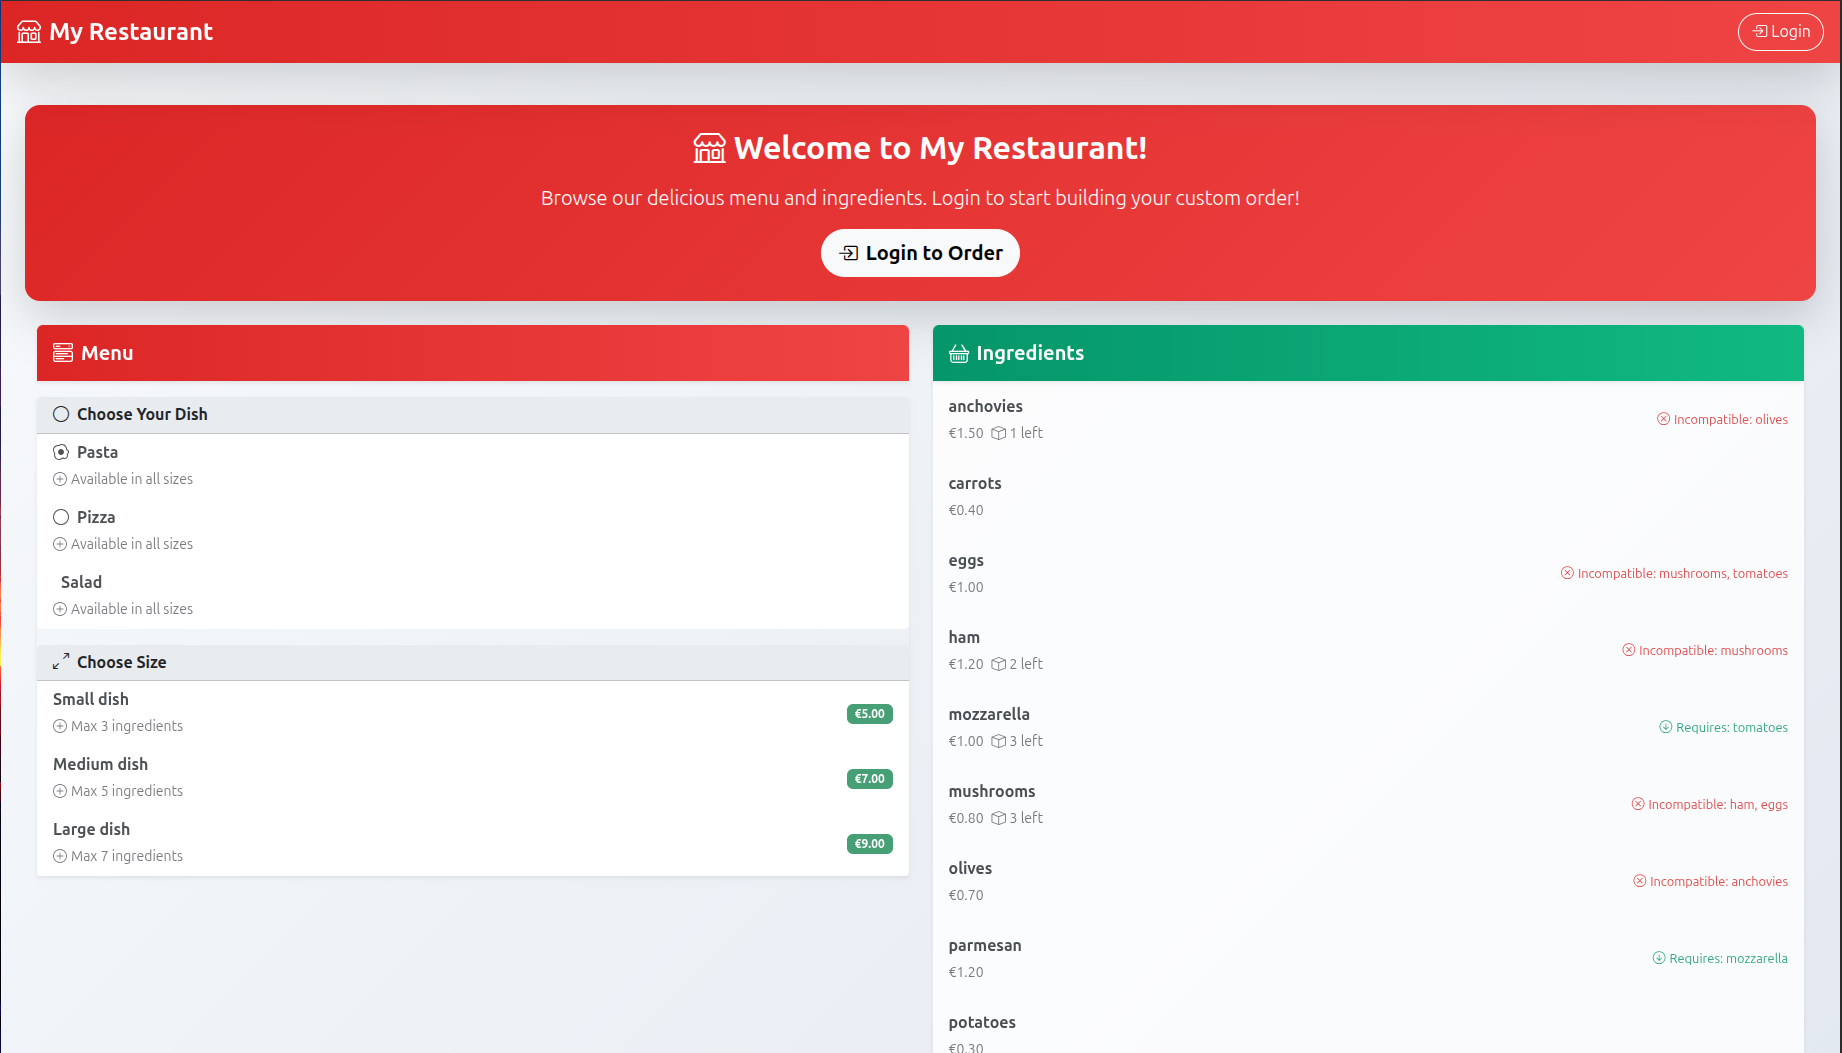 My Restaurant
Login
Welcome to My Restaurant!
Browse our delicious menu and ingredients. Login to start building your custom order!
Login to Order
Menu
Choose Your Dish
Pasta
Available in all sizes
Pizza
Available in all sizes
Salad
Available in all sizes
Choose Size
Small dish
€5.00
Max 3 ingredients
Medium dish
€7.00
Max 5 ingredients
Large dish
€9.00
Max 7 ingredients
Ingredients
anchovies
Incompatible: olives
€1.50 1 left
carrots
€0.40
eggs
Incompatible: mushrooms, tomatoes
€1.00
ham
Incompatible: mushrooms
€1.20 2 left
mozzarella
Requires: tomatoes
€1.00 3 left
mushrooms
Incompatible: ham, eggs
€0.80 3 left
olives
Incompatible: anchovies
€0.70
parmesan
Requires: mozzarella
€1.20
potatoes
€0.30